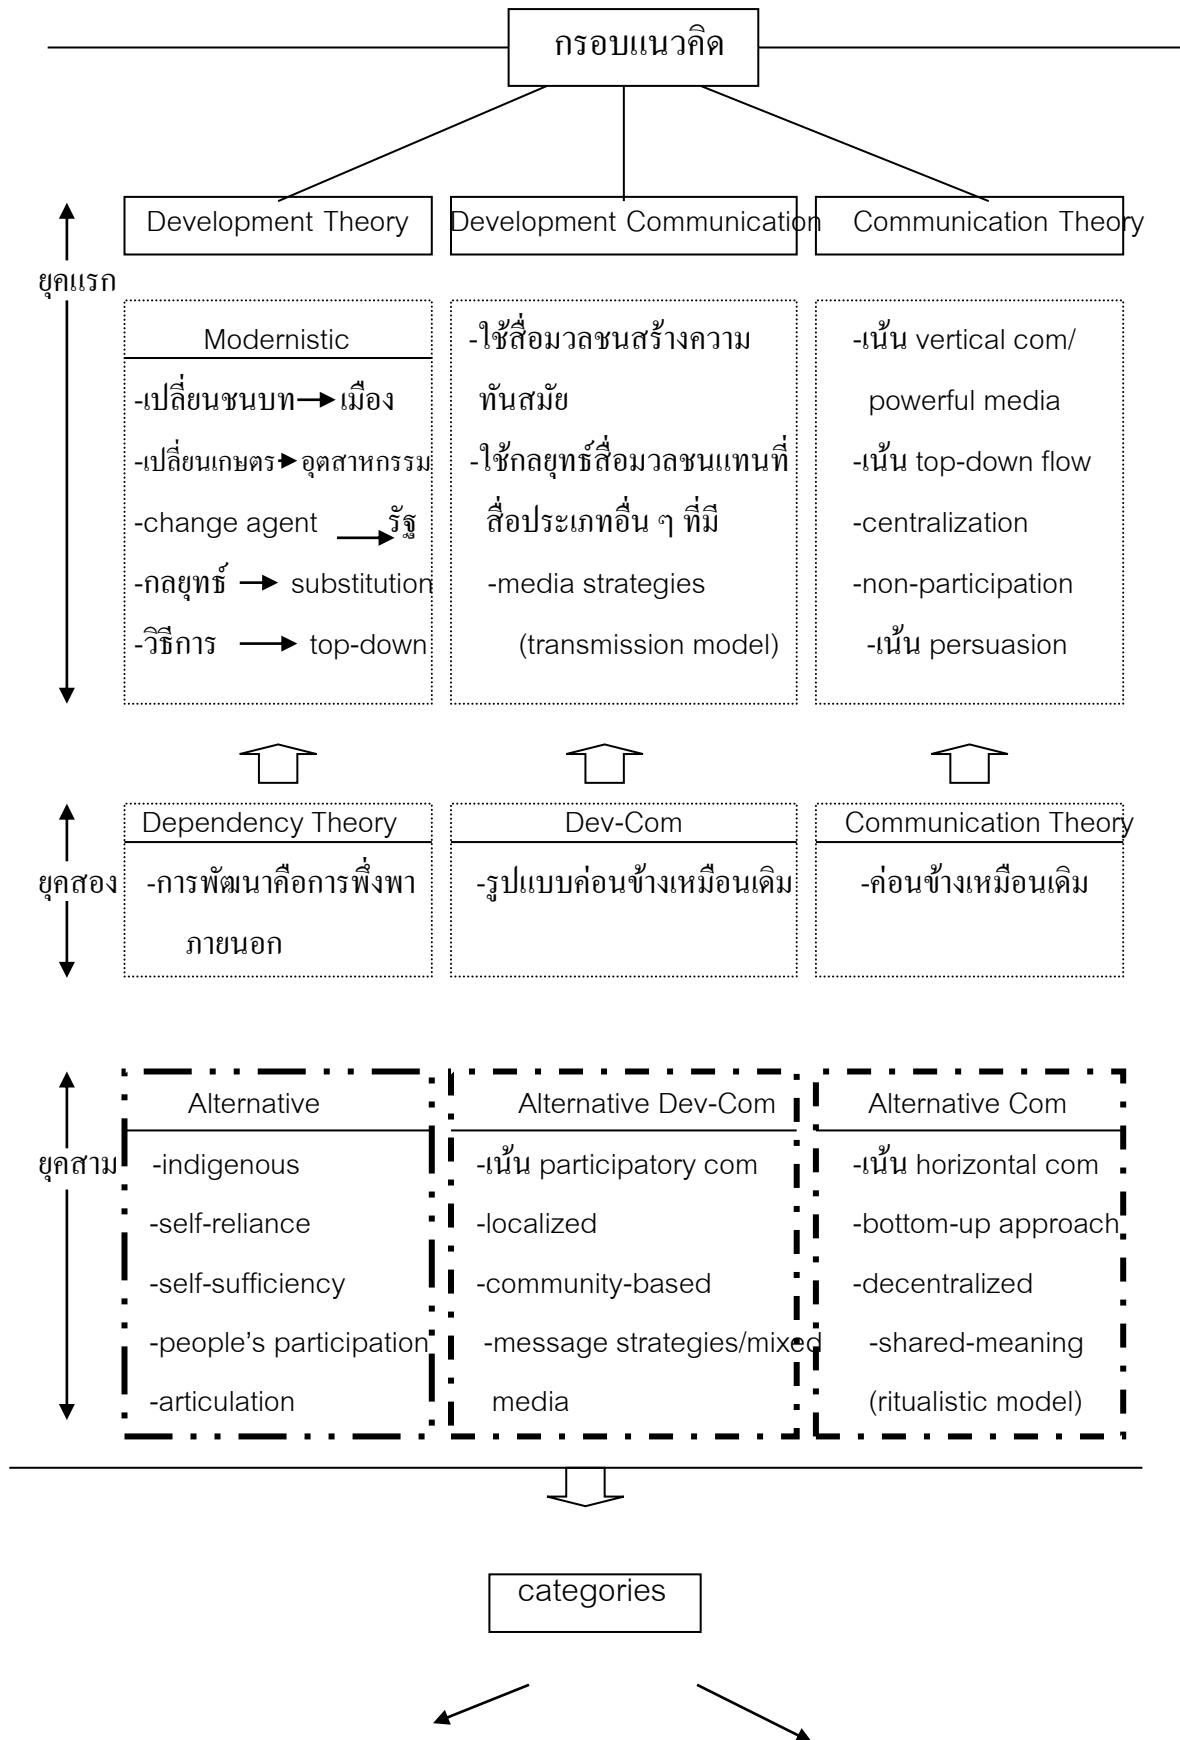 กรอบแนวคิด
Development Theory
Development Communication
Communication Theory
ยุคแรก
Modernistic
-เปลี่ยนชนบท → เมือง
-เปลี่ยนเกษตร → อุตสาหกรรม
-change agent → รัฐ
-กลยุทธ์ → substitution
-วิธีการ → top-down
-ใช้สื่อมวลชนสร้างความ
ทันสมัย
-ใช้กลยุทธ์สื่อมวลชนแทนที่
สื่อประเภทอื่น ๆ ที่มี
-media strategies
(transmission model)
-เน้น vertical com/
powerful media
-เน้น top-down flow
-centralization
-non-participation
-เน้น persuasion
ยุคสอง
Dependency Theory
-การพัฒนาคือการพึ่งพา
ภายนอก
Dev-Com
-รูปแบบค่อนข้างเหมือนเดิม
Communication Theory
-ค่อนข้างเหมือนเดิม
ยุคสาม
Alternative
-indigenous
-self-reliance
-self-sufficiency
-people's participation
-articulation
Alternative Dev-Com
-เน้น participatory com
-localized
-community-based
-message strategies/mixed
media
Alternative Com
-เน้น horizontal com
-bottom-up approach
-decentralized
-shared-meaning
(ritualistic model)
categories